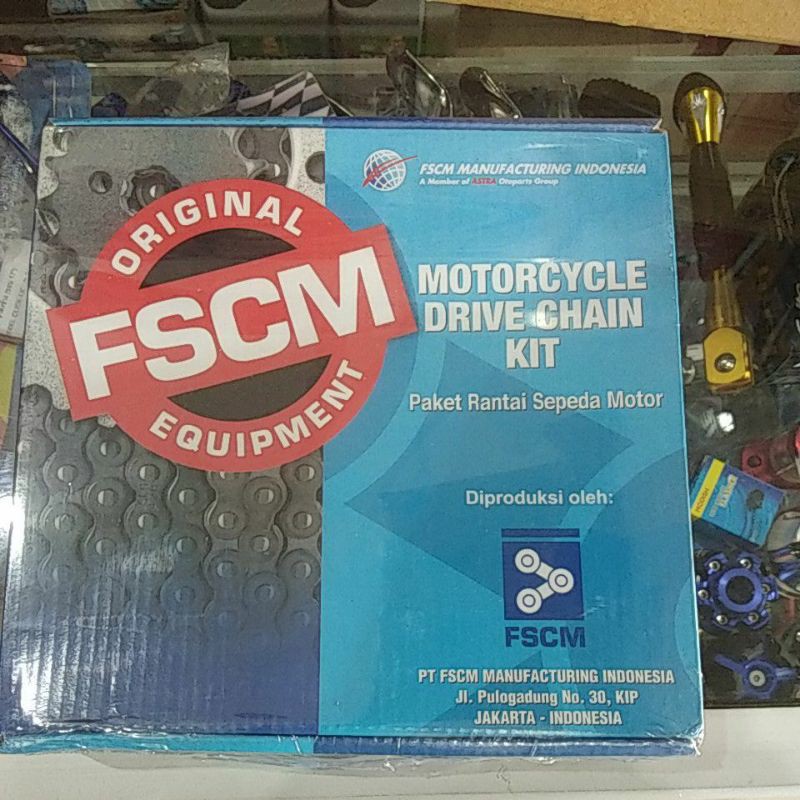 FSCM MANUFACTURING INDONESIA
A Member of ASTRA Otoparts Group
ORIGINAL
FSCM
EQUIPMENT
MOTORCYCLE
DRIVE CHAIN
KIT
Paket Rantai Sepeda Motor
Diproduksi oleh:
FSCM
PT FSCM MANUFACTURING INDONESIA
Jl. Pulogadung No. 30, KIP
JAKARTA - INDONESIA